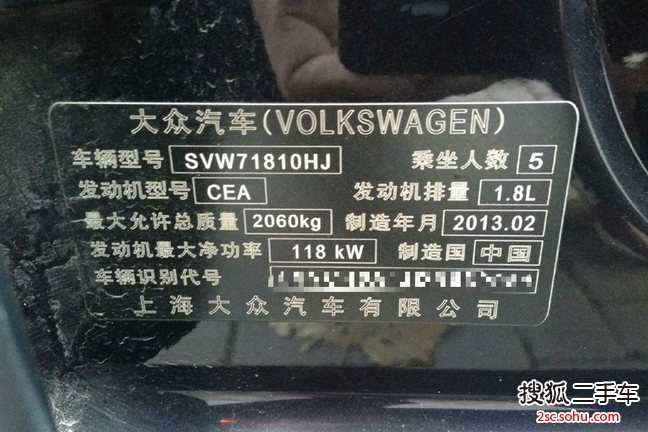 大众汽车(VOLKSWAGEN)
车辆型号 SVW71810HJ 乘坐人数 5
发动机型号 CEA 发动机排量 1.8L
最大允许总质量 2060kg 制造年月 2013.02
发动机最大净功率 118 kW 制造国 中国
车辆识别代号
上海大众汽车有限公司
搜狐二手车
2sc.sohu.com